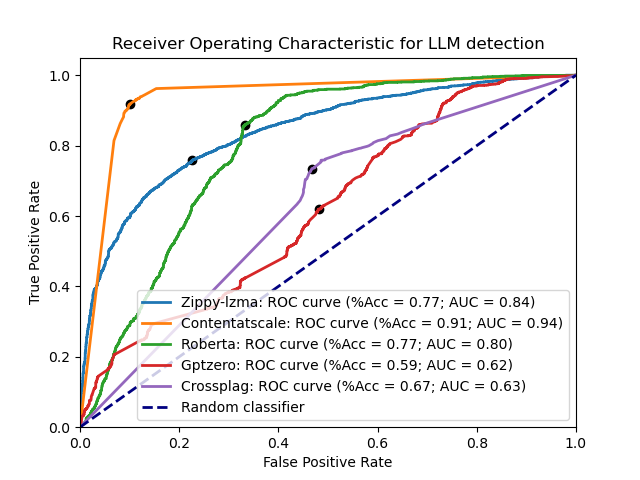 Receiver Operating Characteristic for LLM detection
True Positive Rate
1.0
0.8
0.6
0.4
0.2
0.0
Zippy-lzma: ROC curve (%Acc = 0.77; AUC = 0.84)
Contentatscale: ROC curve (%Acc = 0.91; AUC = 0.94)
Roberta: ROC curve (%Acc = 0.77; AUC = 0.80)
Gptzero: ROC curve (%Acc = 0.59; AUC = 0.62)
Crossplag: ROC curve (%Acc = 0.67; AUC = 0.63)
Random classifier
0.0 0.2 0.4 0.6 0.8 1.0
False Positive Rate